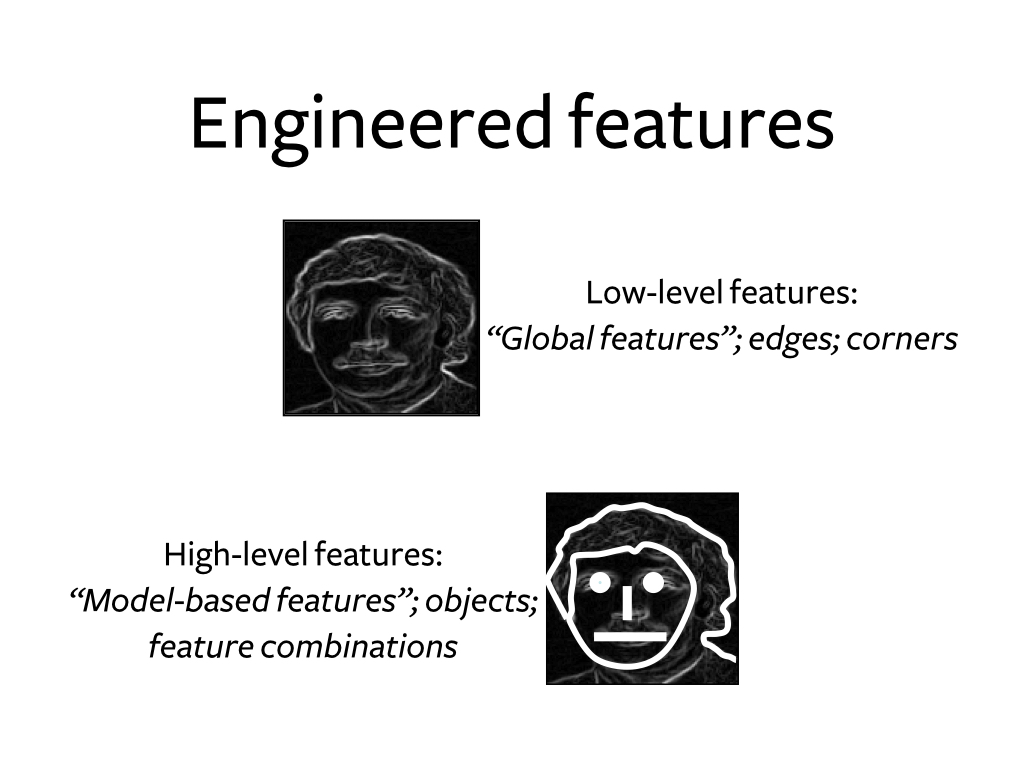 Engineered features
Low-level features:
“Global features”; edges; corners
High-level features:
“Model-based features”; objects;
feature combinations